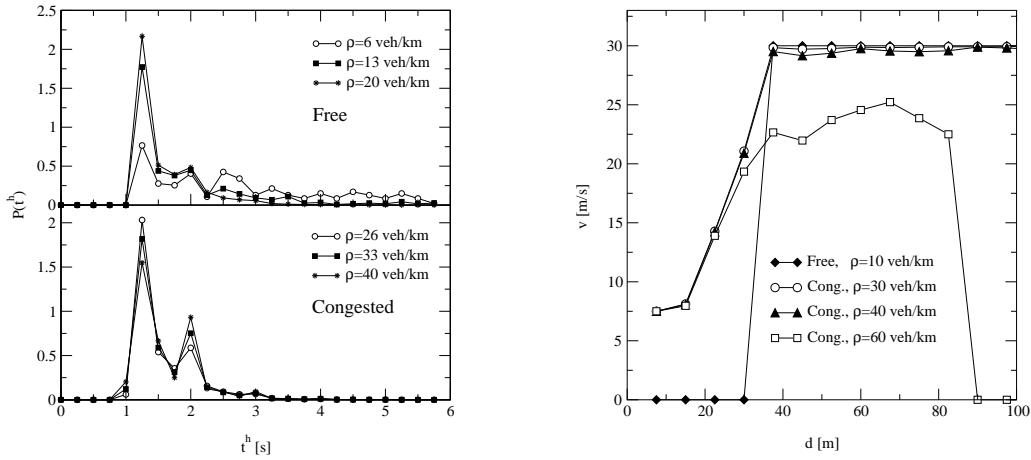 2.5
2
1.5
1
0.5
0
ρ=6 veh/km
ρ=13 veh/km
ρ=20 veh/km
Free
2
1.5
1
0.5
0
ρ=26 veh/km
ρ=33 veh/km
ρ=40 veh/km
Congested
P(t^h)
0 1 2 3 4 5 6
t^h [s]
30
25
20
15
10
5
0
v [m/s]
Free, ρ=10 veh/km
Cong., ρ=30 veh/km
Cong., ρ=40 veh/km
Cong., ρ=60 veh/km
0 20 40 60 80 100
d [m]